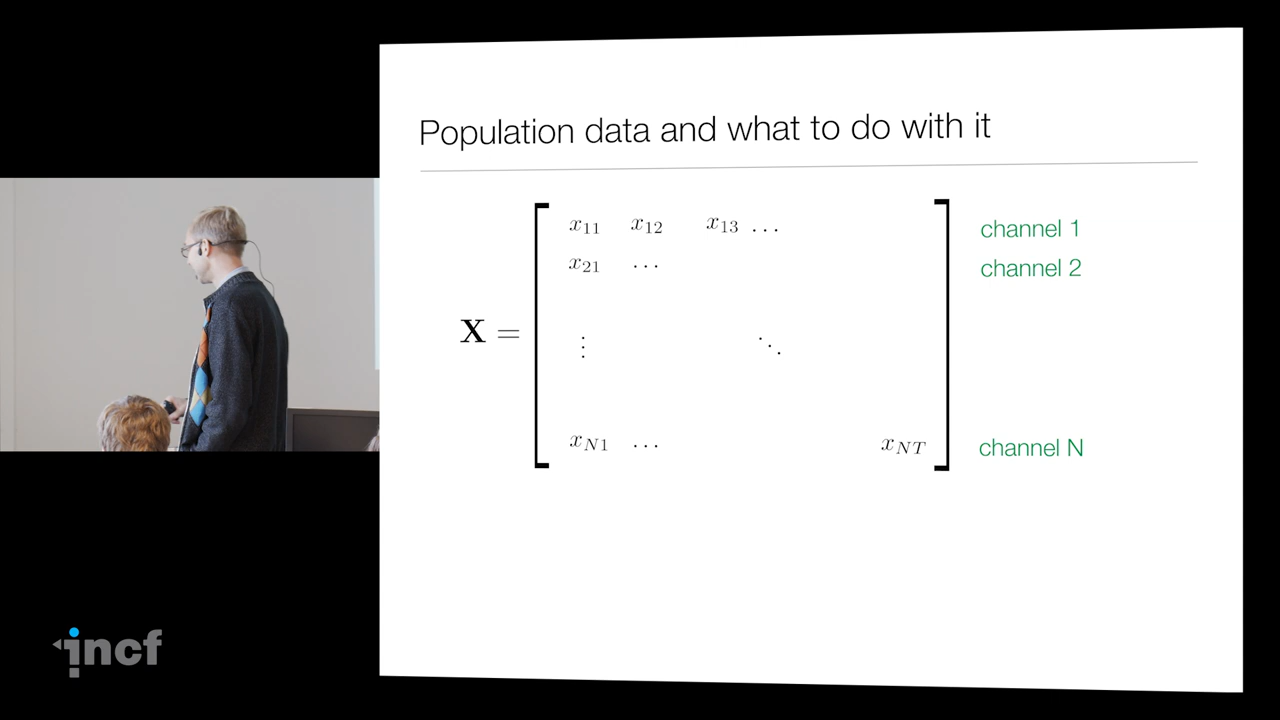 Population data and what to do with it
x11 x12 x13 ... channel 1
x21 ... channel 2
X =
⋮ ⋱
xN1 ... xNT channel N
incf